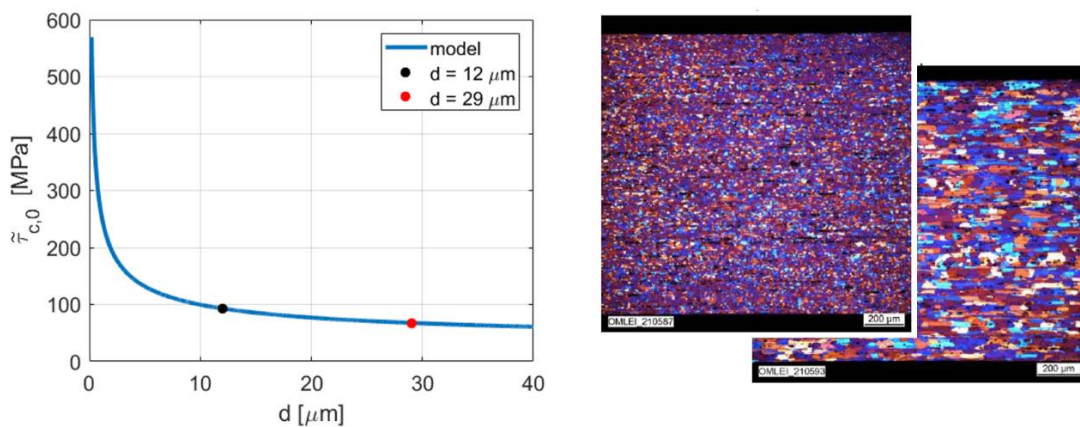 600
500
400
300
200
100
0
τ̃c,0 [MPa]
0
10
20
30
40
d [μm]
model
d = 12 μm
d = 29 μm
OMLEI_210587
200 μm
OMLEI_210593
200 μm